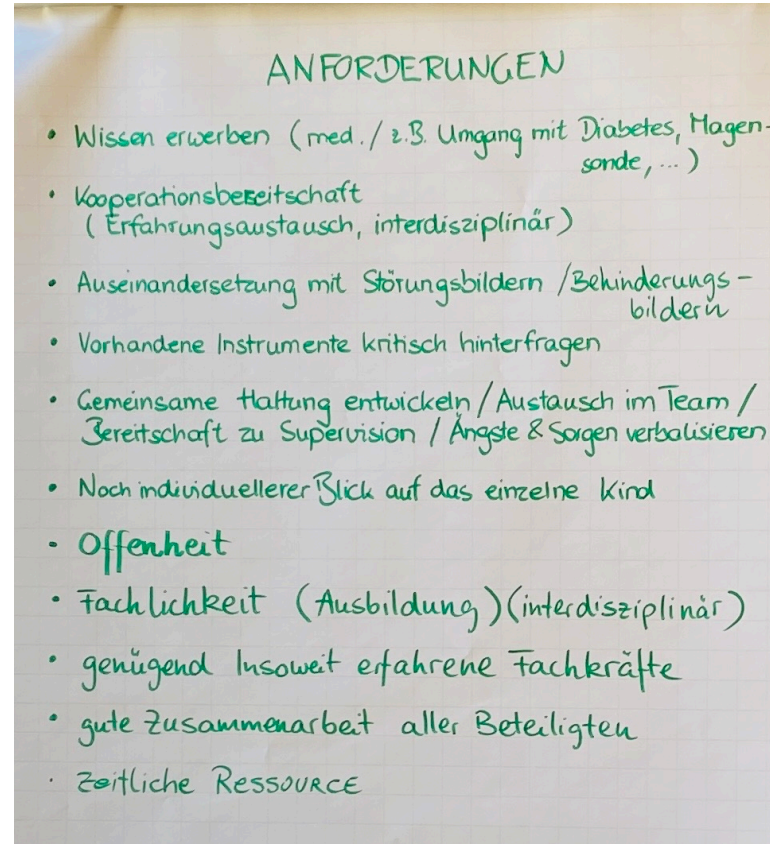 ANFORDERUNGEN
• Wissen erwerben (med. / z.B. Umgang mit Diabetes, Magen-
sonde, ... )
• Kooperationsbereitschaft
( Erfahrungsaustausch, interdisziplinär )
• Auseinandersetzung mit Störungsbildern / Behinderungs-
bildern
• Vorhandene Instrumente kritisch hinterfragen
• Gemeinsame Haltung entwickeln / Austausch im Team /
Bereitschaft zu Supervision / Ängste & Sorgen verbalisieren
• Noch individuellerer Blick auf das einzelne Kind
• Offenheit
• Fachlichkeit (Ausbildung) (interdisziplinär)
• genügend Insoweit erfahrene Fachkräfte
• gute Zusammenarbeit aller Beteiligten
• Zeitliche RESSOURCE